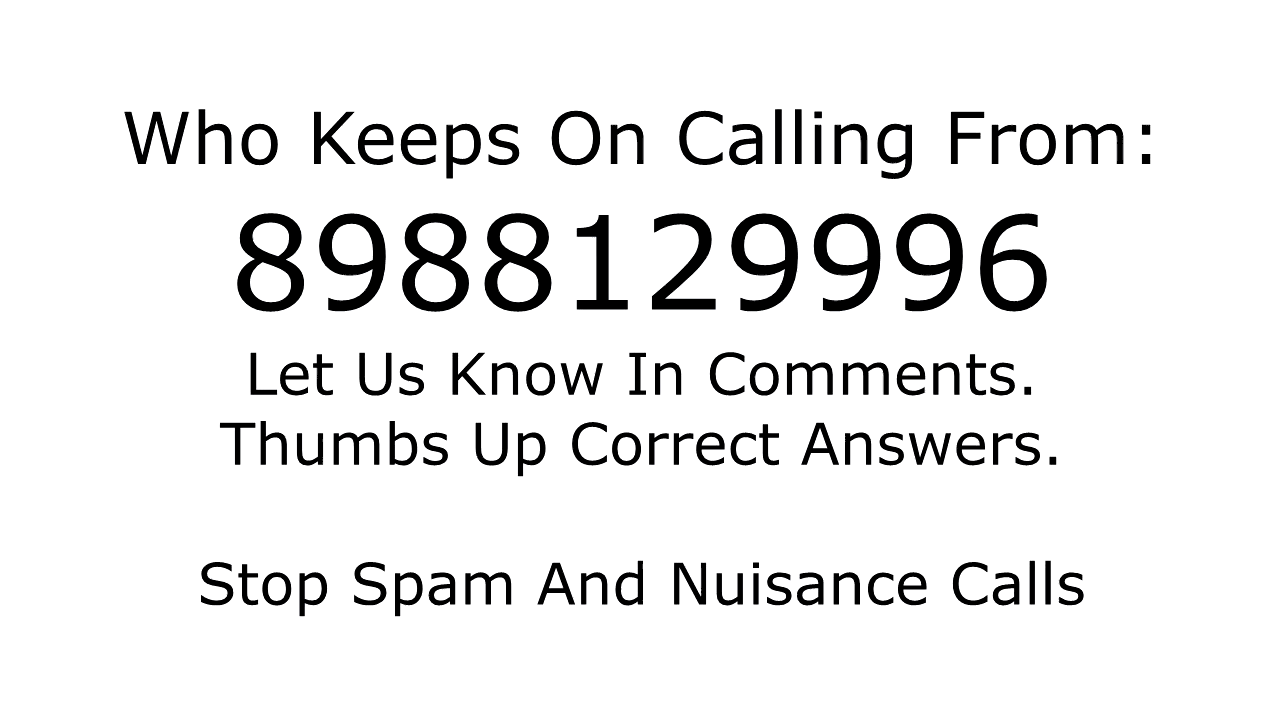 Who Keeps On Calling From:
8988129996
Let Us Know In Comments.
Thumbs Up Correct Answers.
Stop Spam And Nuisance Calls